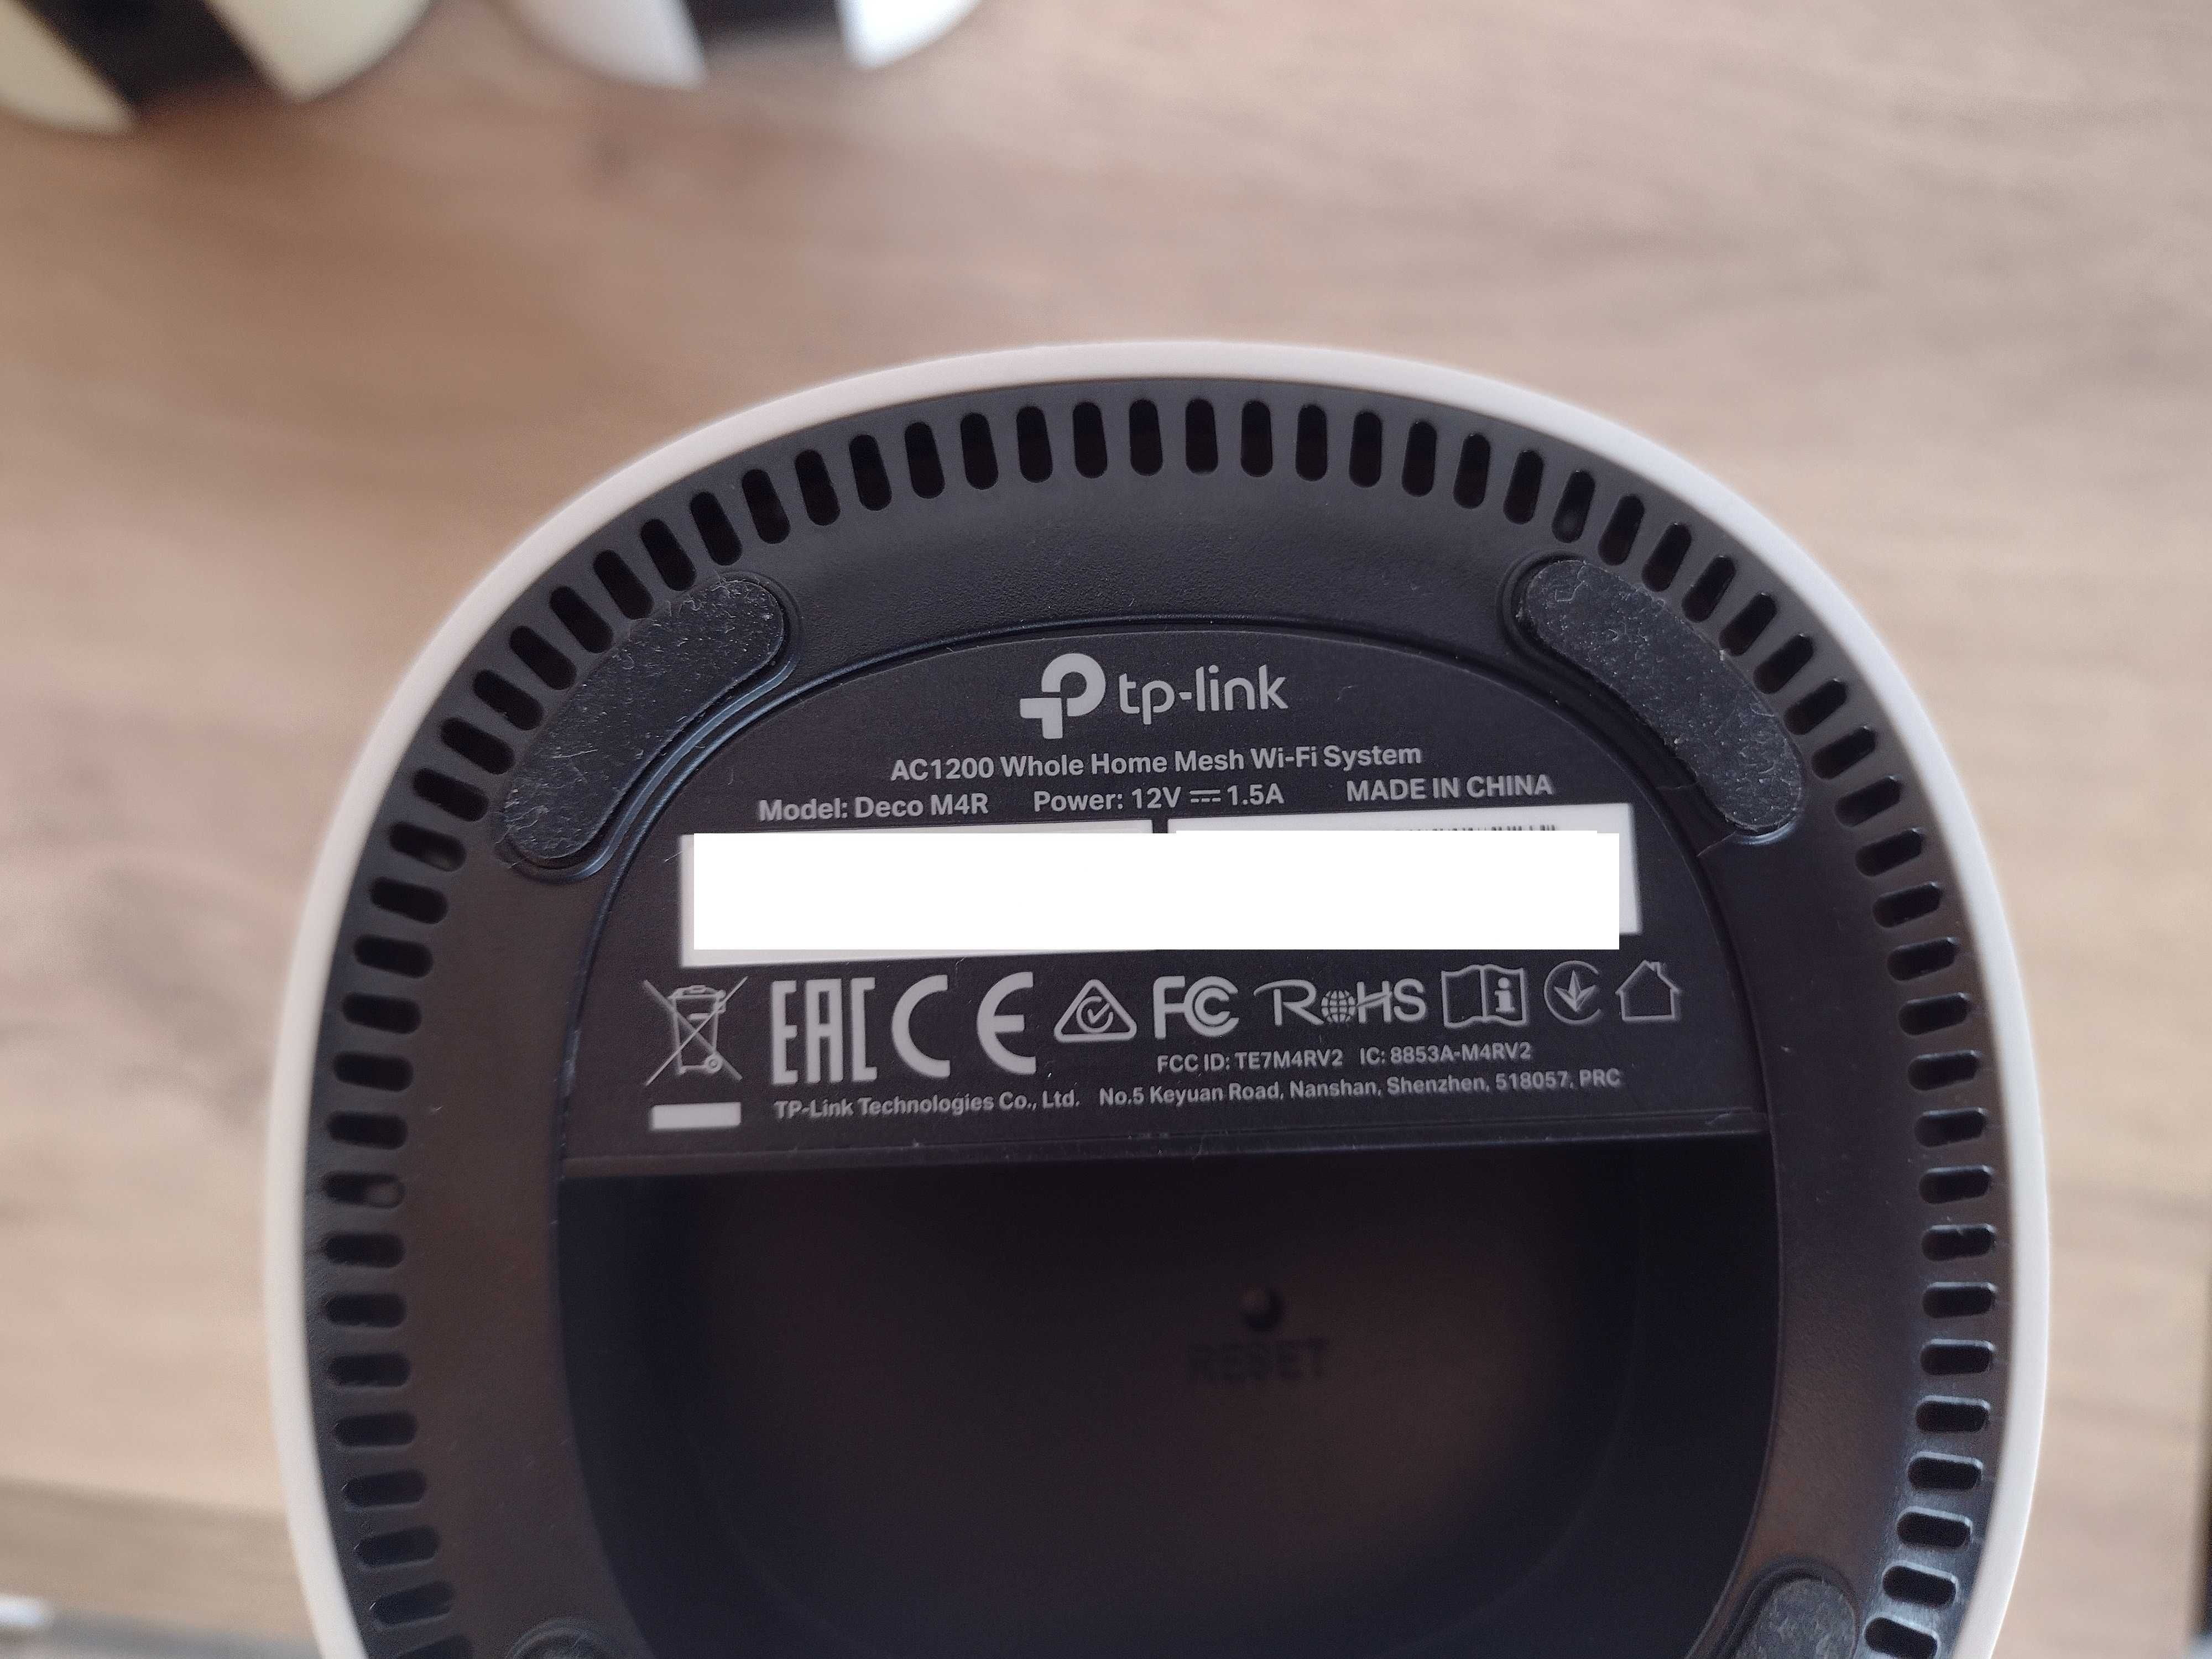 tp-link
AC1200 Whole Home Mesh Wi-Fi System
Model: Deco M4R Power: 12V 1.5A MADE IN CHINA
EAC CE FC RoHS
FCC ID: TE7M4RV2 IC: 8853A-M4RV2
TP-Link Technologies Co., Ltd. No.5 Keyuan Road, Nanshan, Shenzhen, 518057, PRC
RESET